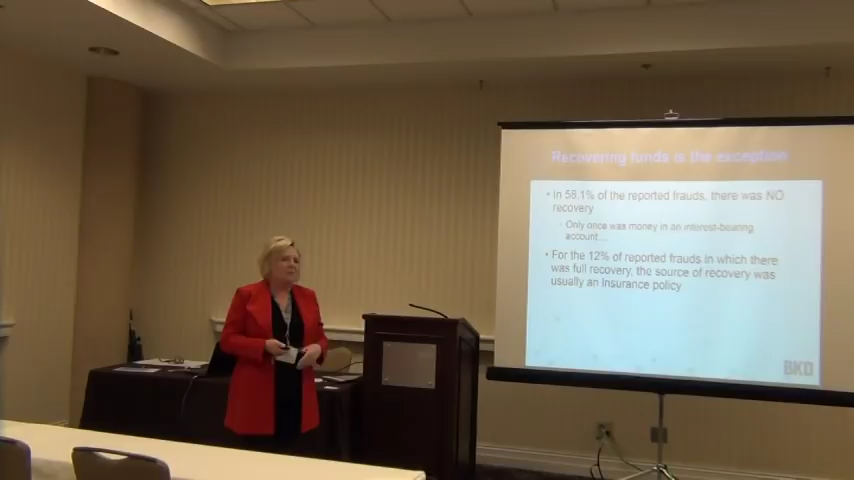 Recovering funds is the exception
• In 58.1% of the reported frauds, there was NO
recovery
Only once was money in an interest-bearing
account…
• For the 12% of reported frauds in which there
was full recovery, the source of recovery was
usually an Insurance policy
BKD